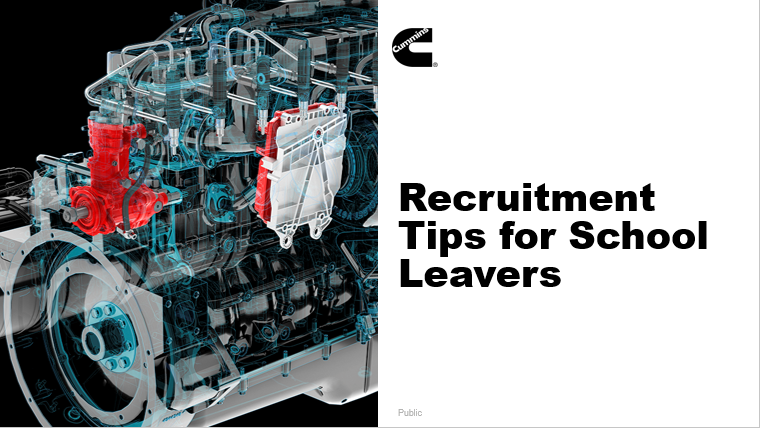 Cummins
®
Recruitment
Tips for School
Leavers
Public